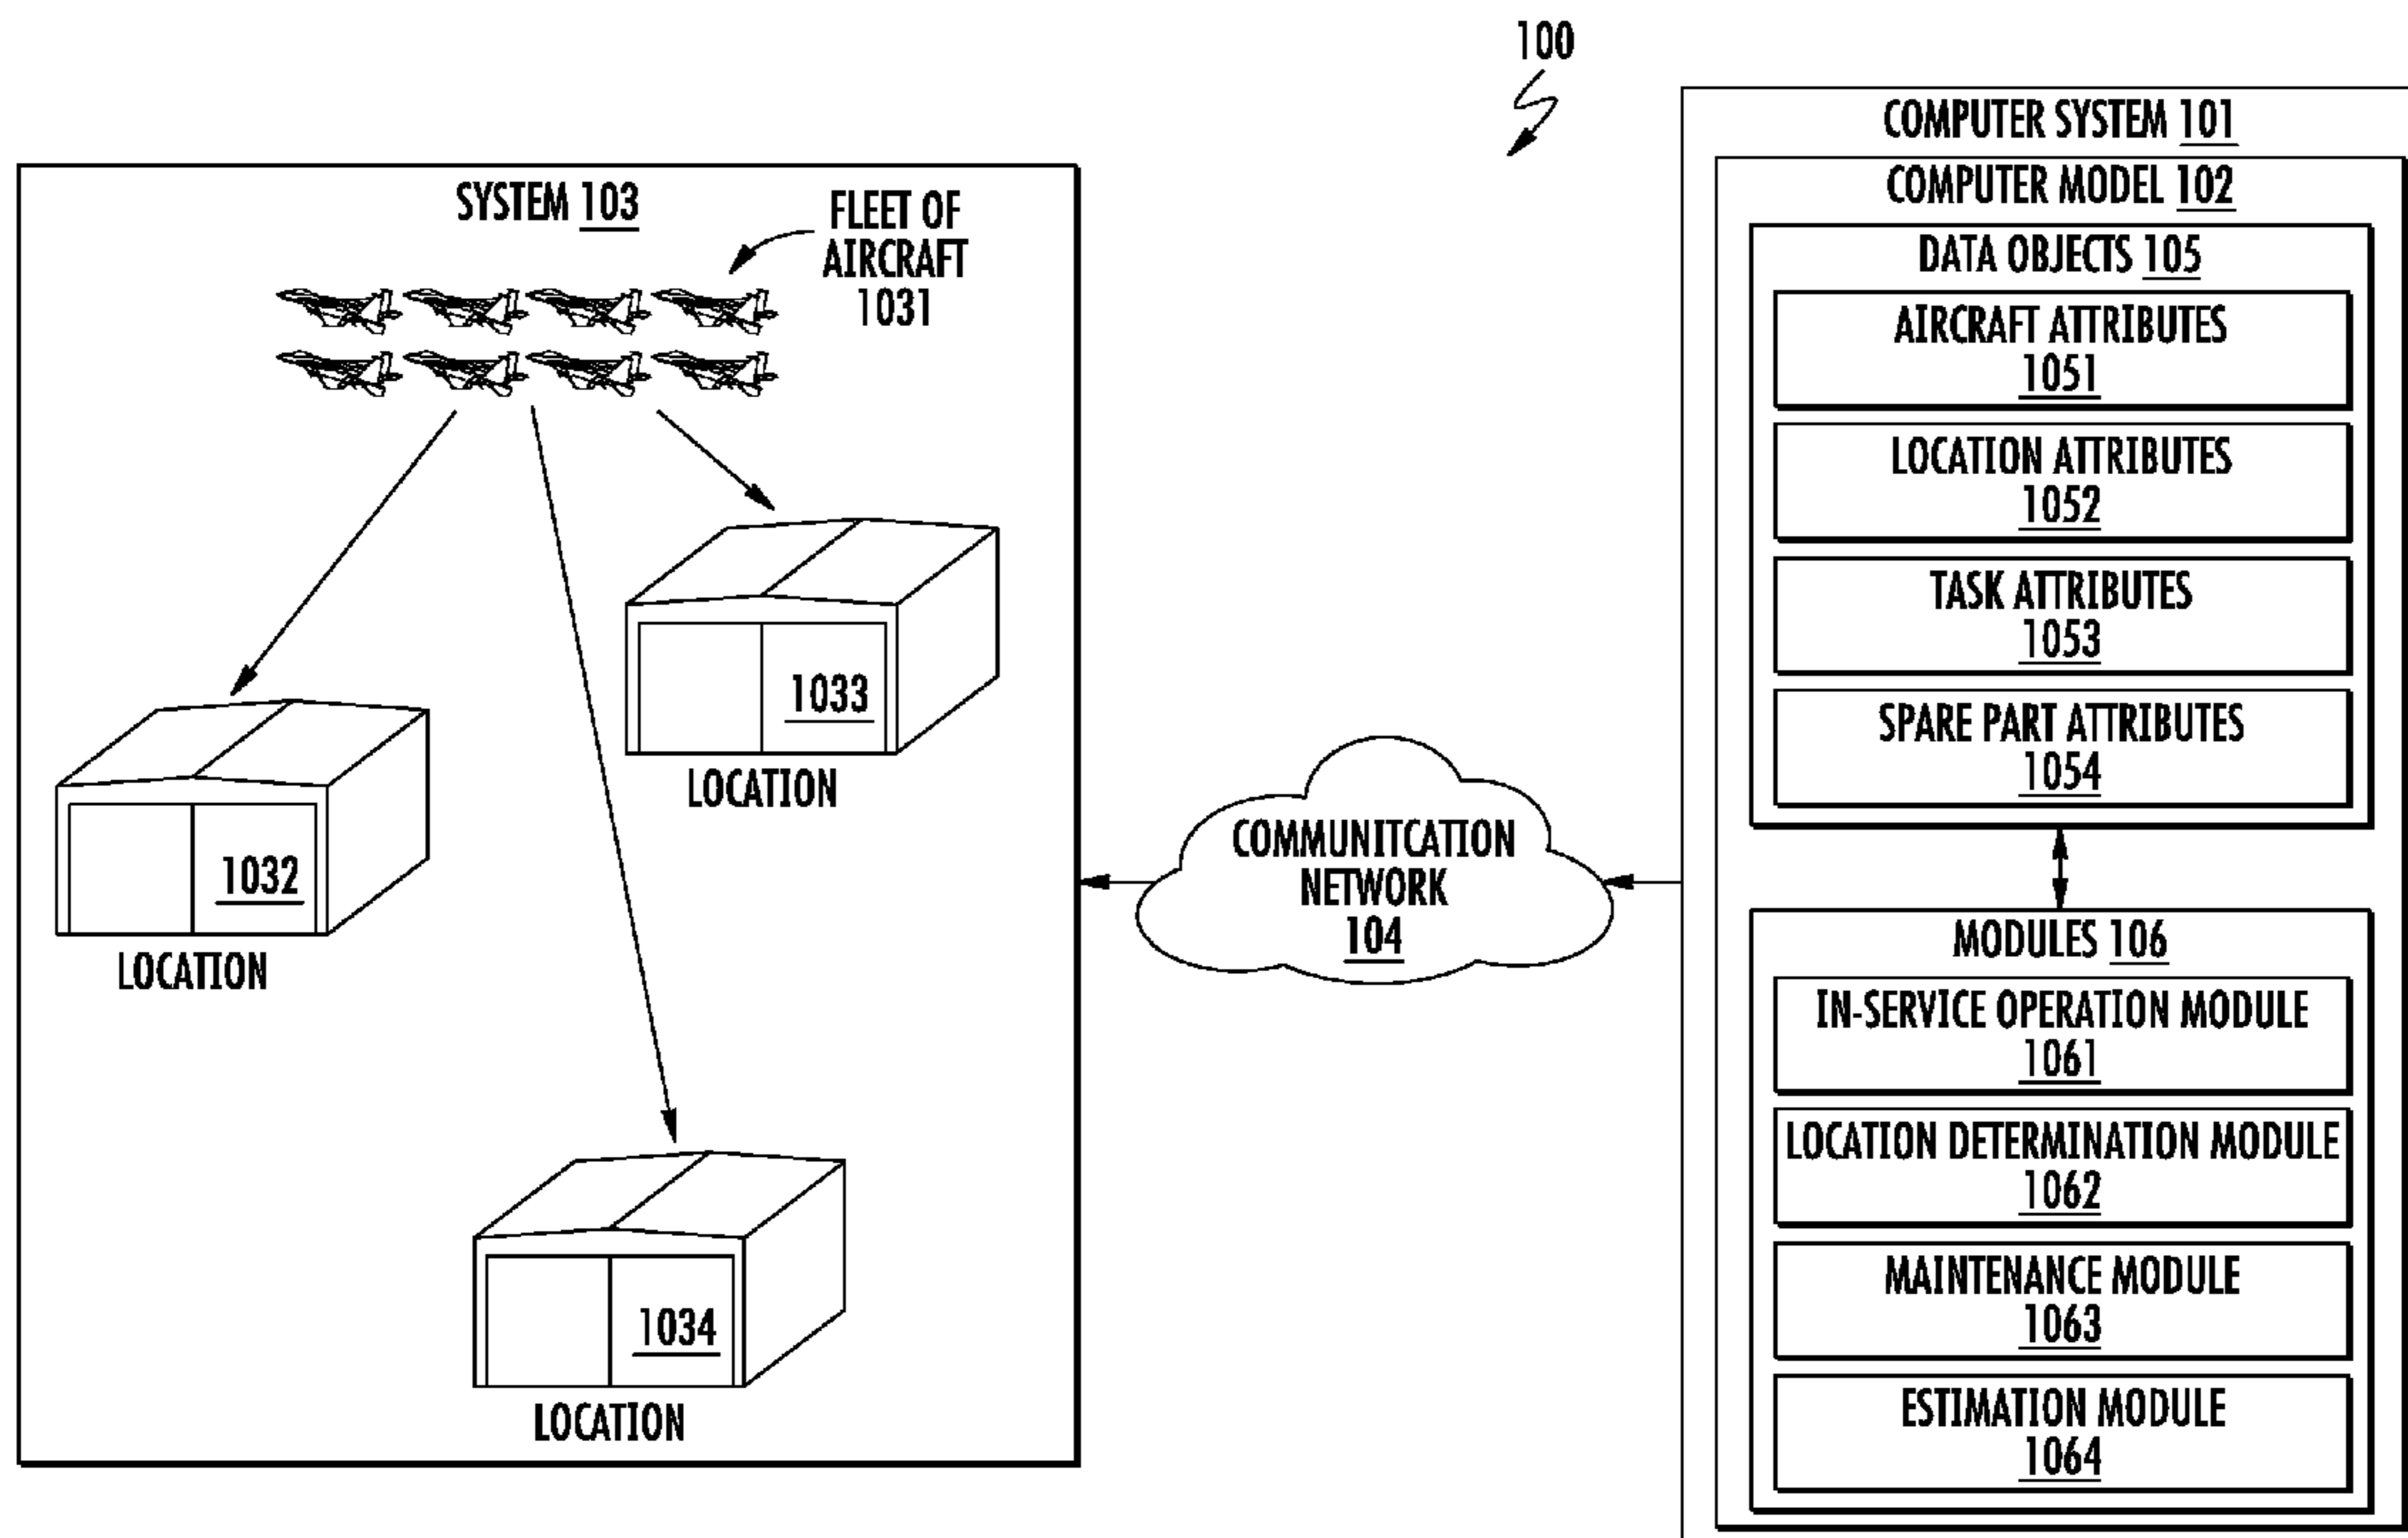 100
SYSTEM 103
FLEET OF
AIRCRAFT
1031
1033
LOCATION
1032
LOCATION
1034
LOCATION
COMMUNITCATION
NETWORK
104
COMPUTER SYSTEM 101
COMPUTER MODEL 102
DATA OBJECTS 105
AIRCRAFT ATTRIBUTES
1051
LOCATION ATTRIBUTES
1052
TASK ATTRIBUTES
1053
SPARE PART ATTRIBUTES
1054
MODULES 106
IN-SERVICE OPERATION MODULE
1061
LOCATION DETERMINATION MODULE
1062
MAINTENANCE MODULE
1063
ESTIMATION MODULE
1064